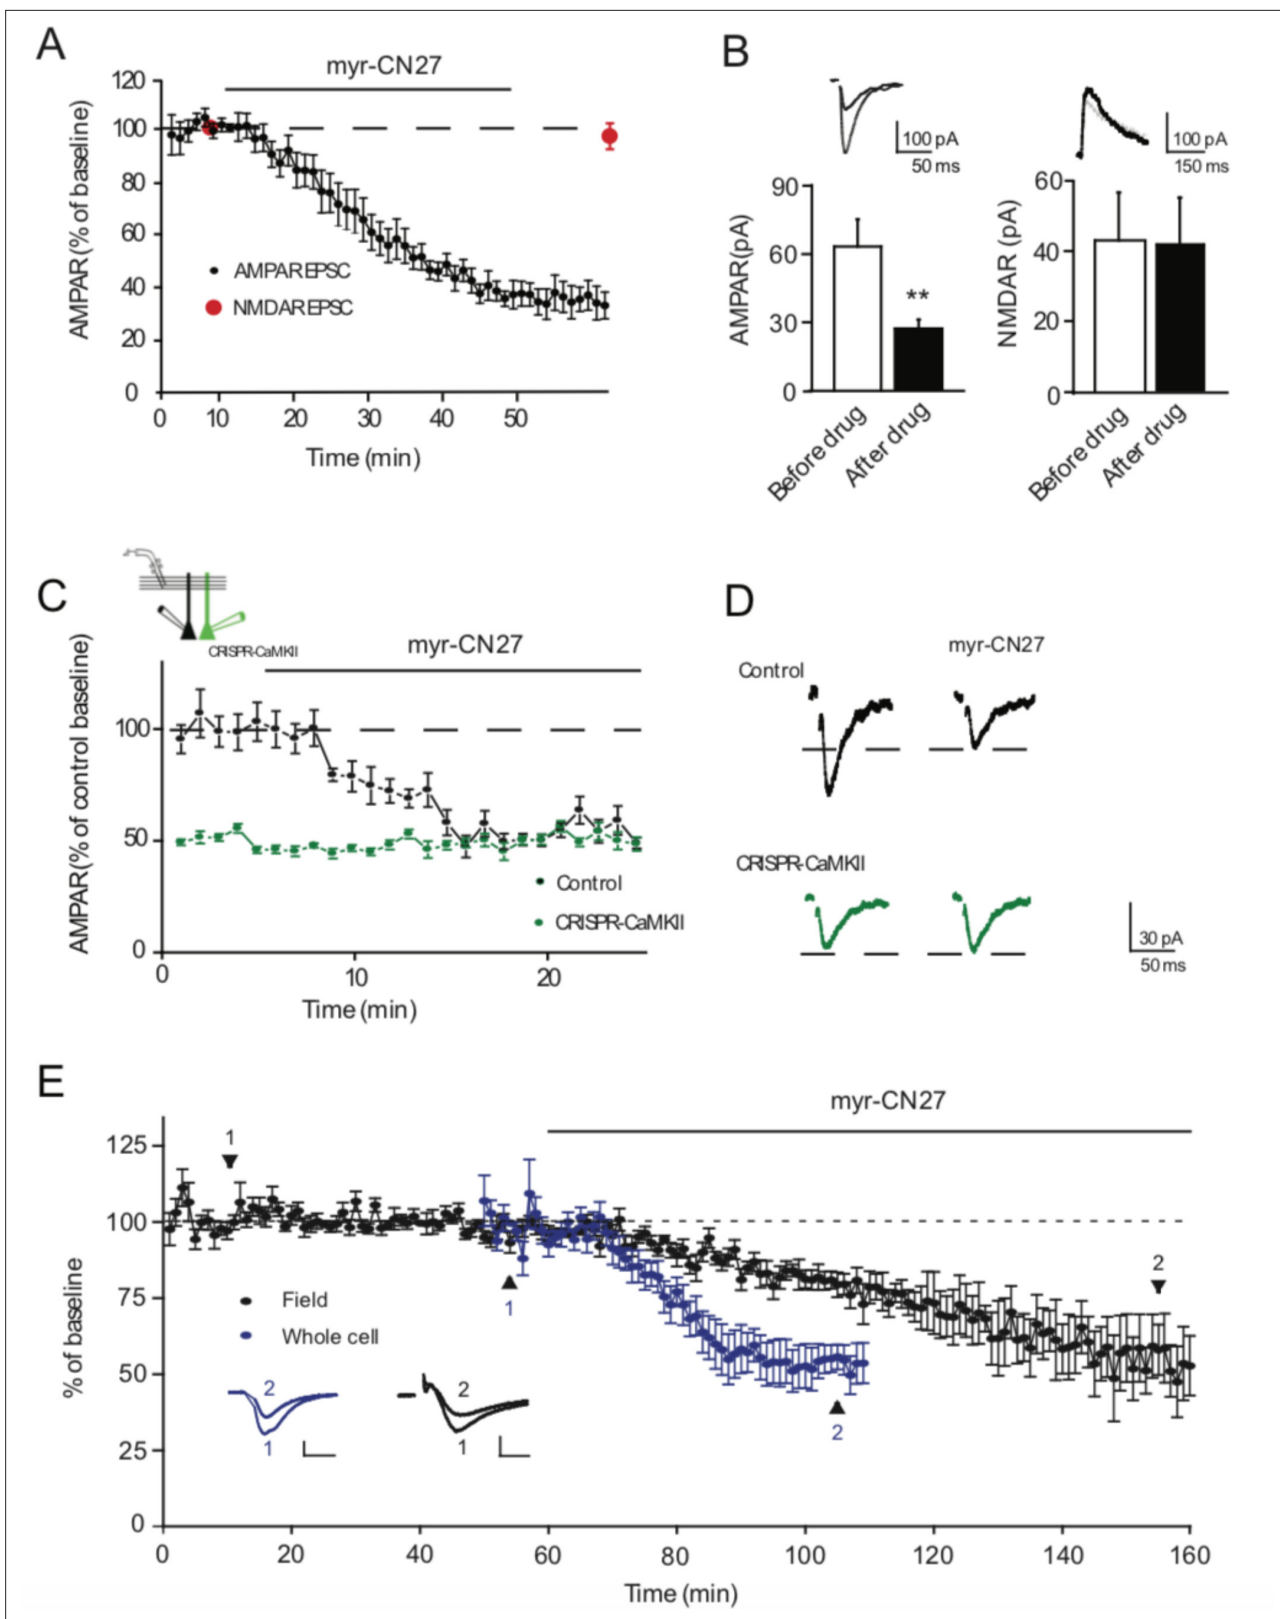 A
myr-CN27
120
100
80
60
40
20
0
AMPAR (% of baseline)
AMPAR EPSC
NMDAR EPSC
0 10 20 30 40 50
Time (min)
B
100 pA
50 ms
100 pA
150 ms
90
60
30
0
AMPAR(pA)
**
Before drug
After drug
60
40
20
0
NMDAR (pA)
Before drug
After drug
C
CRISPR-CaMKII
myr-CN27
100
50
0
AMPAR (% of control baseline)
Control
CRISPR-CaMKII
0 10 20
Time (min)
D
myr-CN27
Control
CRISPR-CaMKII
30 pA
50 ms
E
myr-CN27
125
100
75
50
25
0
% of baseline
1
1
2
2
Field
Whole cell
2
1
2
1
0 20 40 60 80 100 120 140 160
Time (min)